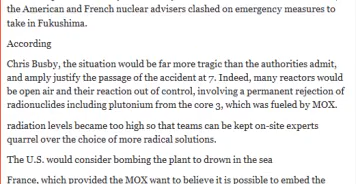 the American and French nuclear advisers clashed on emergency measures to
take in Fukushima.
According
Chris Busby, the situation would be far more tragic than the authorities admit,
and amply justify the passage of the accident at 7. Indeed, many reactors would
be open air and their reaction out of control, involving a permanent rejection of
radionuclides including plutonium from the core 3, which was fueled by MOX.
radiation levels became too high so that teams can be kept on-site experts
quarrel over the choice of more radical solutions.
The U.S. would consider bombing the plant to drown in the sea
France, which provided the MOX want to believe it is possible to embed the